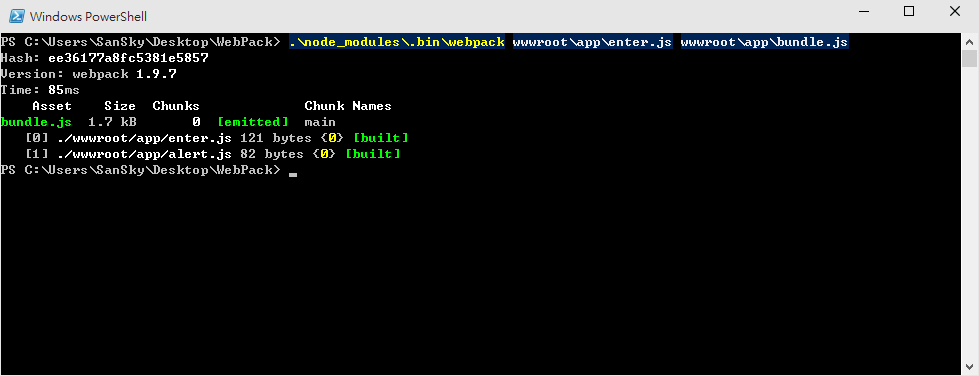 Windows PowerShell
PS C:\Users\SanSky\Desktop\WebPack> .\node_modules\.bin\webpack wwwroot\app\enter.js wwwroot\app\bundle.js
Hash: ee36177a8fc5381e5857
Version: webpack 1.9.7
Time: 85ms
    Asset    Size  Chunks             Chunk Names
bundle.js  1.7 kB       0  [emitted]  main
   [0] ./wwwroot/app/enter.js 121 bytes {0} [built]
   [1] ./wwwroot/app/alert.js 82 bytes {0} [built]
PS C:\Users\SanSky\Desktop\WebPack>